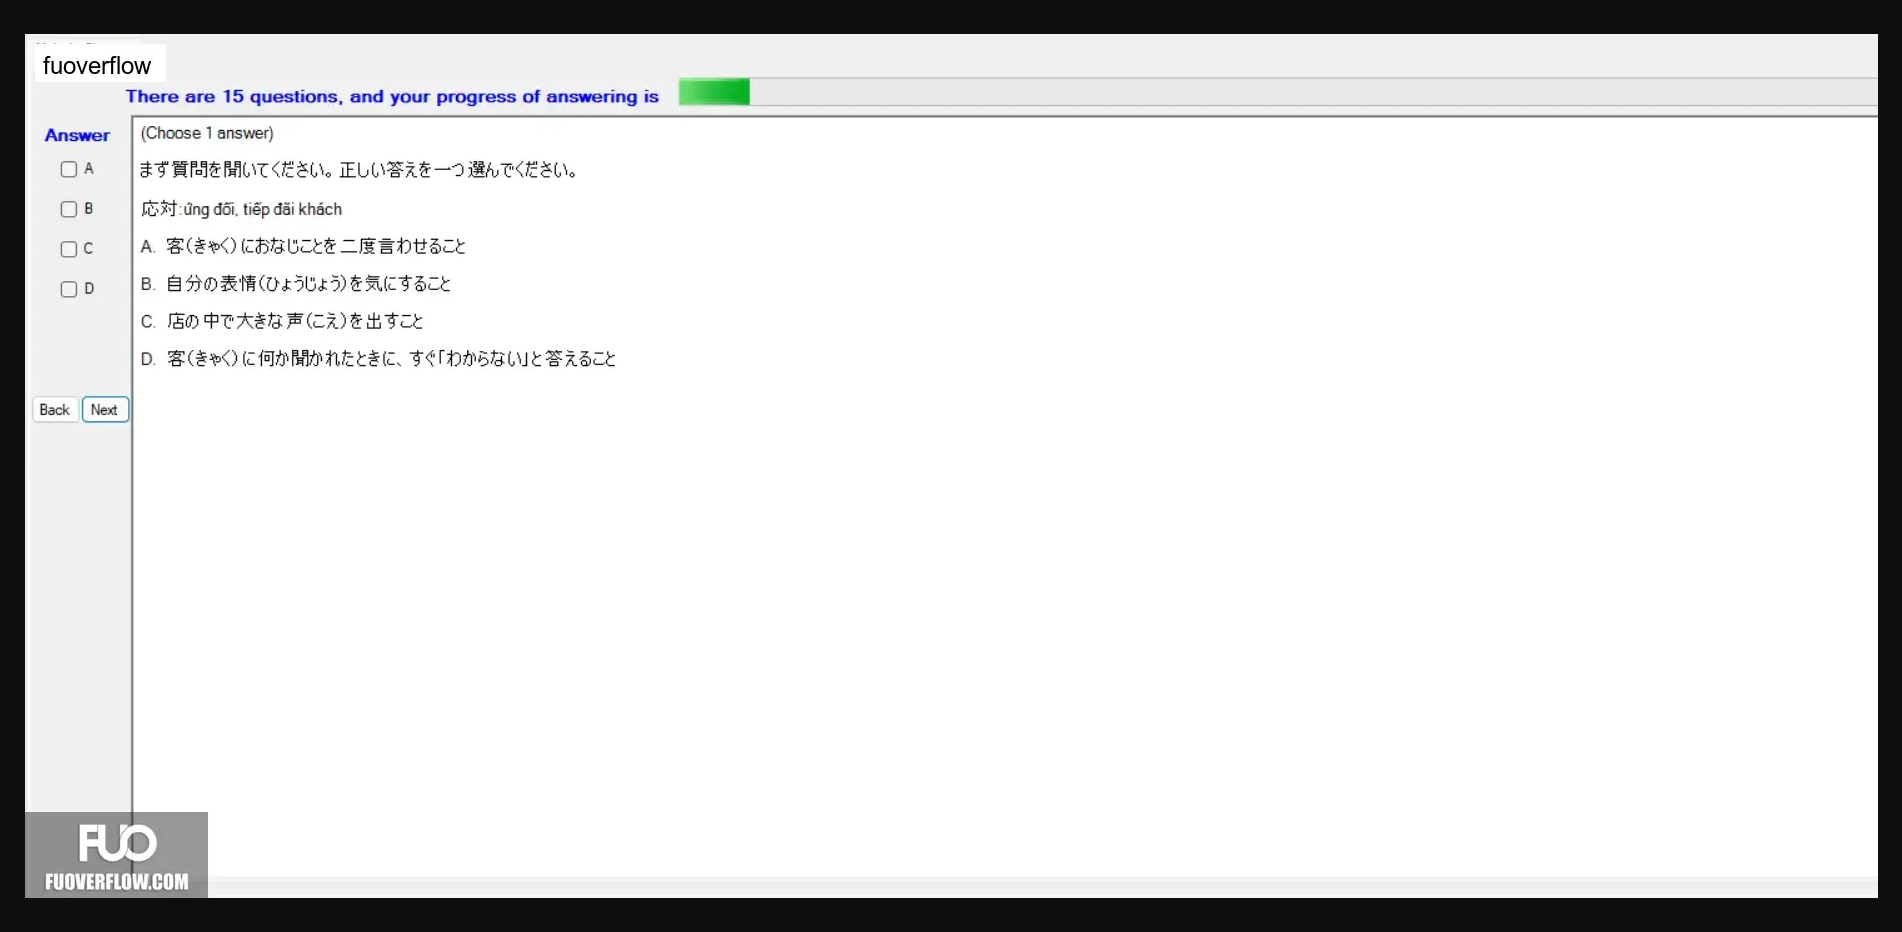 fuoverflow
There are 15 questions, and your progress of answering is
Answer
(Choose 1 answer)
A
まず質問を聞いてください。正しい答えを一つ選んでください。
B
応対:ứng đối, tiếp đãi khách
C
A. 客(きゃく)におなじことを二度言わせること
D
B. 自分の表情(ひょうじょう)を気にすること
C. 店の中で大きな声(こえ)を出すこと
D. 客(きゃく)に何か聞かれたときに、すぐ「わからない」と答えること
Back Next
FUO
FUOVERFLOW.COM